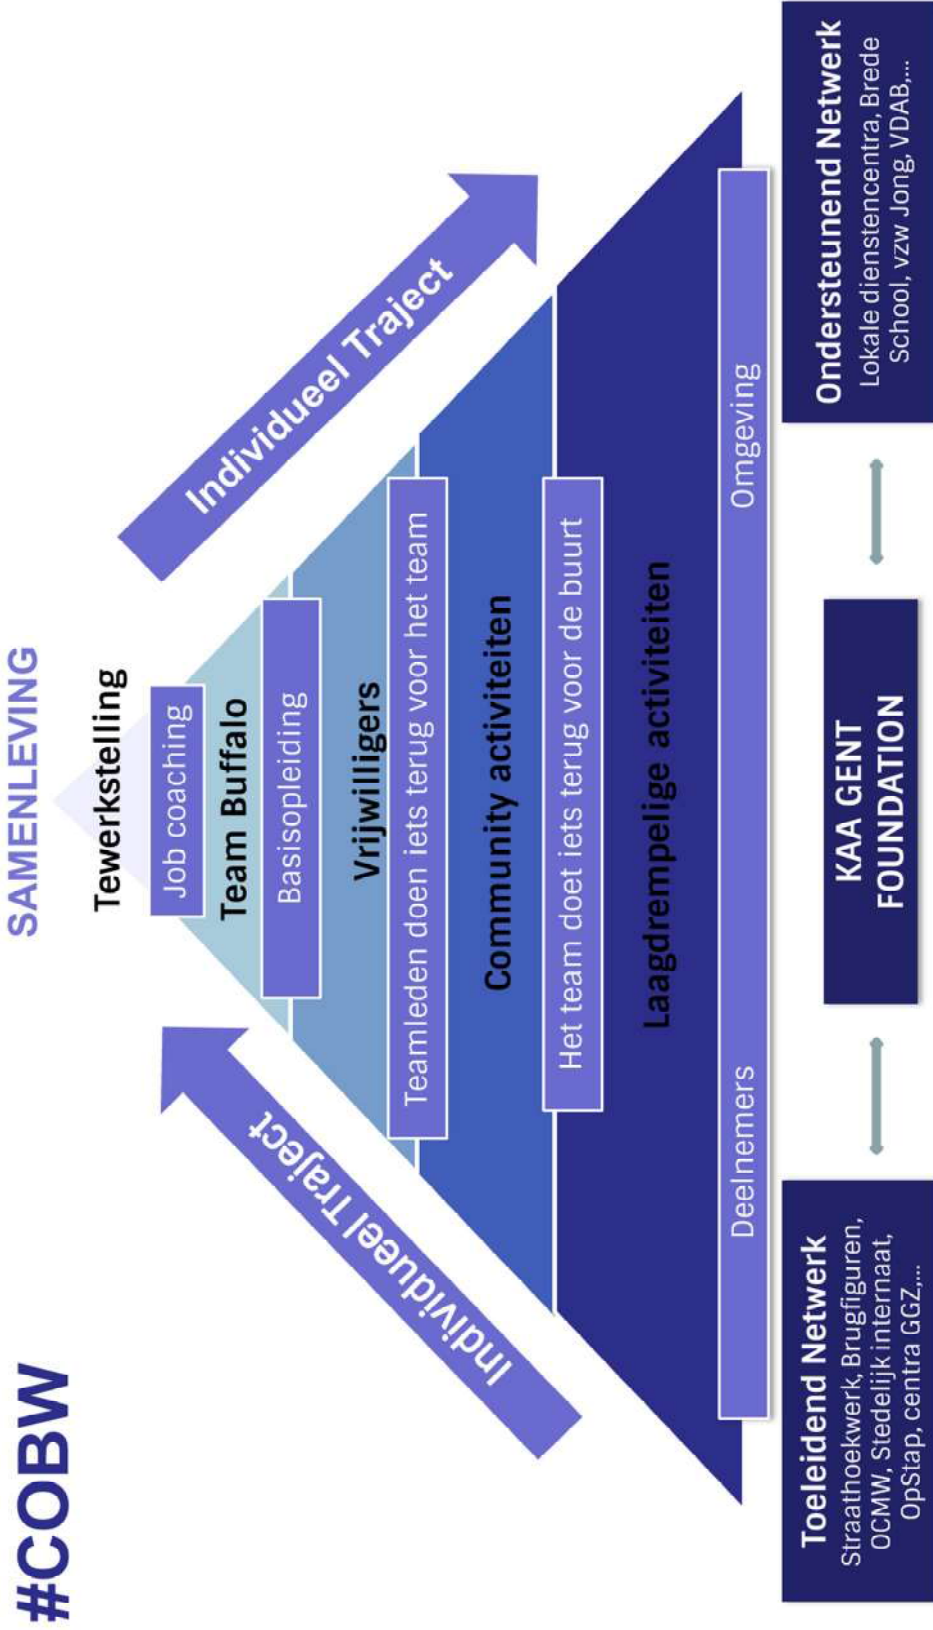 #COBW
SAMENLEVING
Individueel Traject
Individueel Traject
Tewerkstelling
Job coaching
Team Buffalo
Basisopleiding
Vrijwilligers
Teamleden doen iets terug voor het team
Community activiteiten
Het team doet iets terug voor de buurt
Laagdrempelige activiteiten
Deelnemers
Omgeving
Toeleidend Netwerk
Straathoekwerk, Brugfiguren,
OCMW, Stedelijk internaat,
OpStap, centra GGZ,...
KAA GENT
FOUNDATION
Ondersteunend Netwerk
Lokale dienstencentra, Brede
School, vzw Jong, VDAB,...